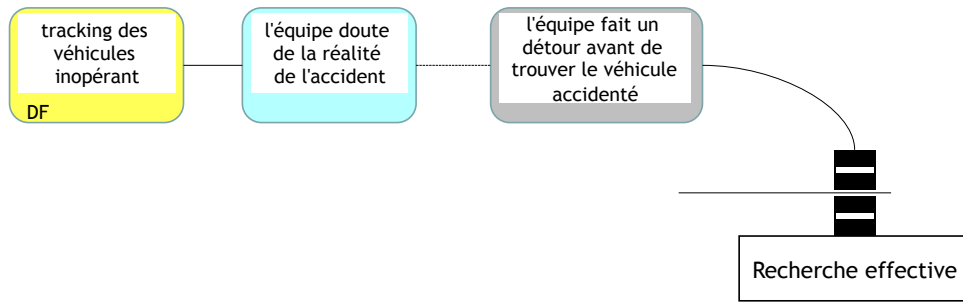 tracking des
véhicules
inopérant
DF
l'équipe doute
de la réalité
de l'accident
l'équipe fait un
détour avant de
trouver le véhicule
accidenté
Recherche effective